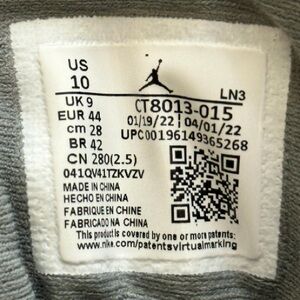 US
10
LN3
UK 9
CT8013-015
EUR 44
01/19/22 04/01/22
cm 28
UPC00196149365268
BR 42
CN 280(2.5)
041QV41TZKVZV
MADE IN CHINA
HECHO EN CHINA
FABRIQUE EN CHINE
FABRICADO NA CHINA
This product is covered by one or more patents:
www.nke.com/patentsvirtualmarking